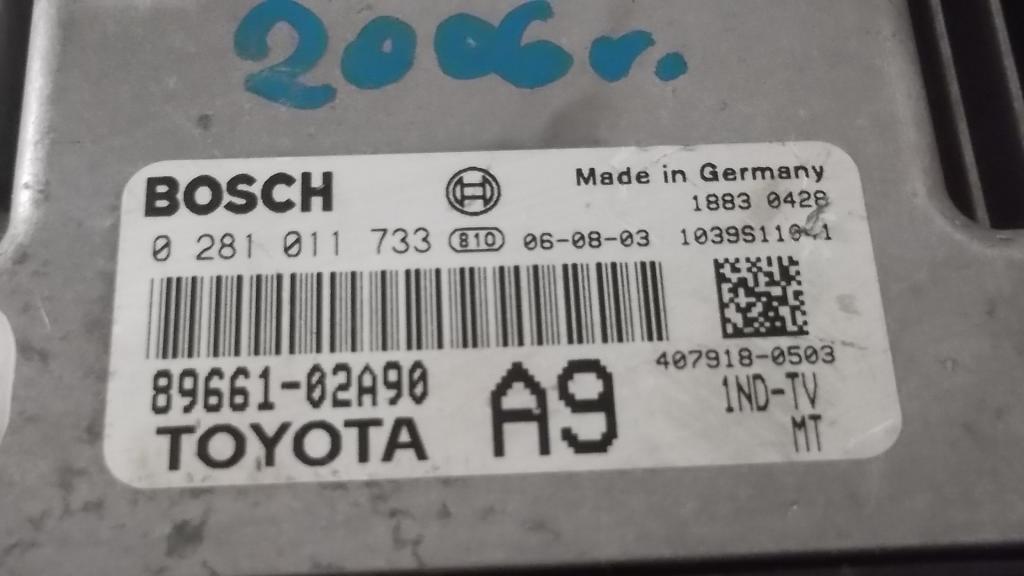 2006 г.
BOSCH
Made in Germany
1883 0428
0 281 011 733 810 06-08-03
89661-02A90
A9
407918-0503
1ND-TV
TOYOTA
MT